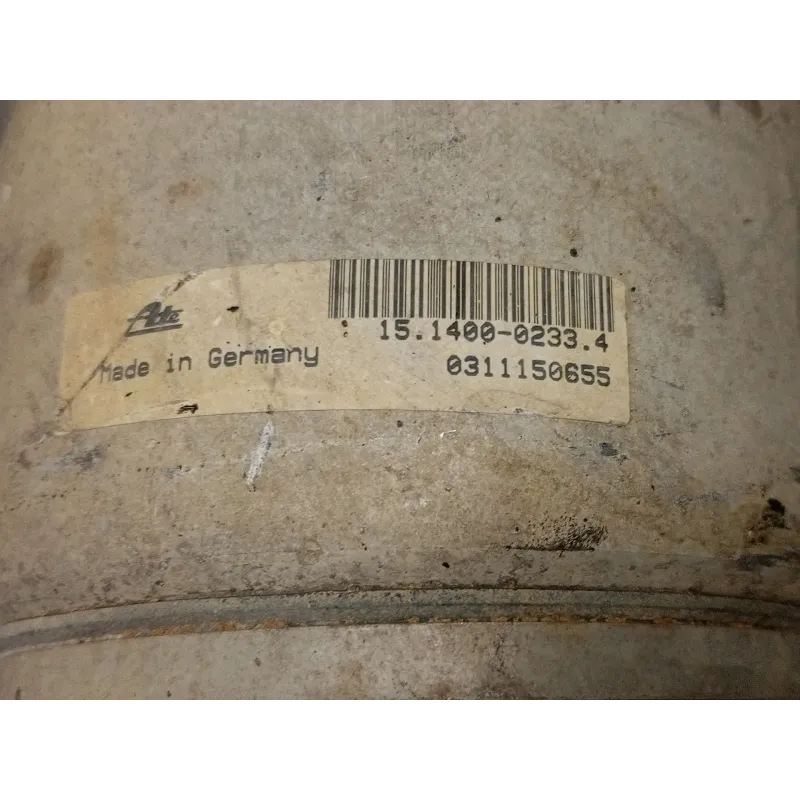 Ate
15.1400-0233.4
Made in Germany
0311150655